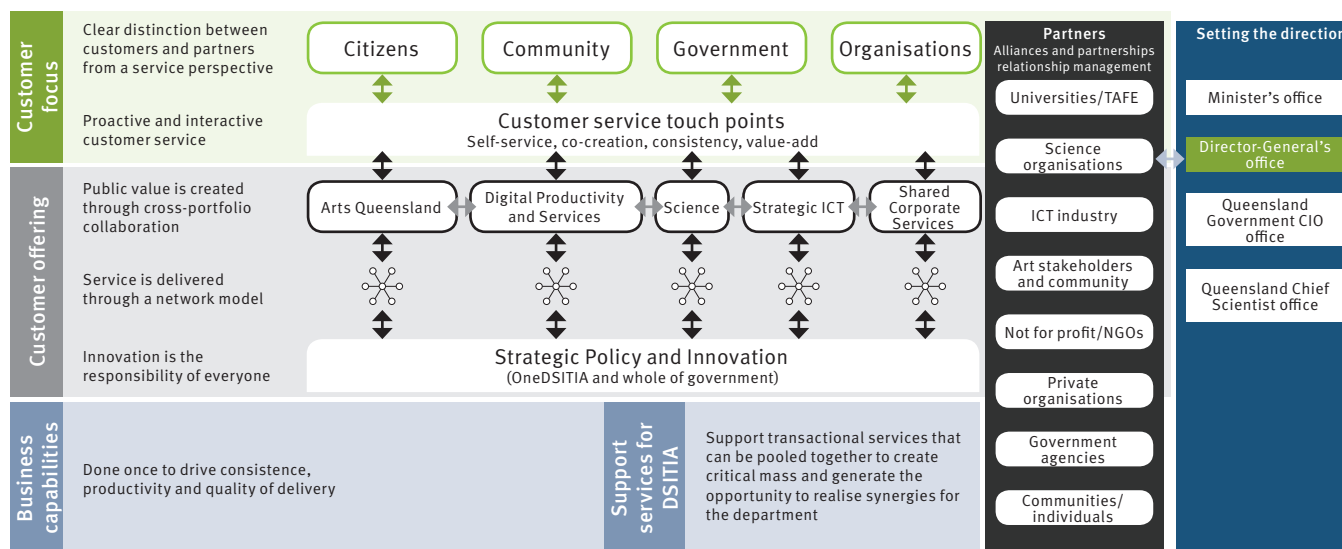 Customer
focus
Clear distinction between
customers and partners
from a service perspective
Proactive and interactive
customer service
Citizens
Community
Government
Organisations
Customer service touch points
Self-service, co-creation, consistency, value-add
Customer offering
Public value is created
through cross-portfolio
collaboration
Service is delivered
through a network model
Innovation is the
responsibility of everyone
Arts Queensland
Digital Productivity
and Services
Science
Strategic ICT
Shared
Corporate
Services
Strategic Policy and Innovation
(OneDSITIA and whole of government)
Business
capabilities
Done once to drive consistence,
productivity and quality of delivery
Support
services for
DSITIA
Support transactional services that
can be pooled together to create
critical mass and generate the
opportunity to realise synergies for
the department
Partners
Alliances and partnerships
relationship management
Universities/TAFE
Science
organisations
ICT industry
Art stakeholders
and community
Not for profit/NGOs
Private
organisations
Government
agencies
Communities/
individuals
Setting the direction
Minister's office
Director-General's
office
Queensland
Government CIO
office
Queensland Chief
Scientist office